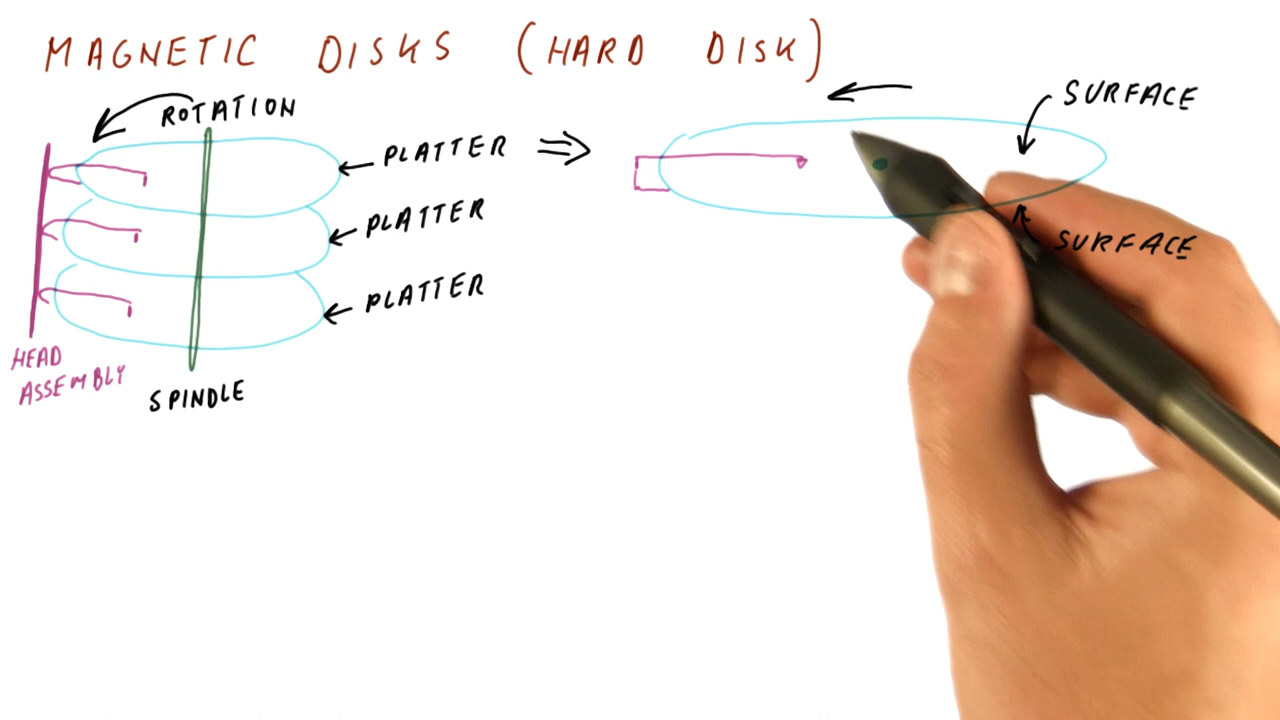 MAGNETIC DISKS (HARD DISK)
ROTATION
PLATTER
PLATTER
PLATTER
HEAD
ASSEMBLY
SPINDLE
SURFACE
SURFACE